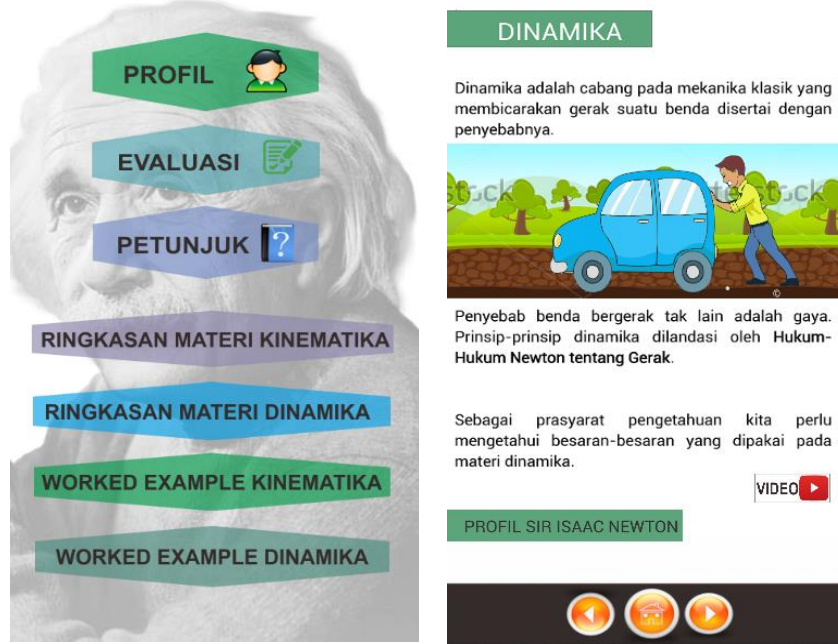 PROFIL
EVALUASI
PETUNJUK ?
RINGKASAN MATERI KINEMATIKA
RINGKASAN MATERI DINAMIKA
WORKED EXAMPLE KINEMATIKA
WORKED EXAMPLE DINAMIKA
DINAMIKA
Dinamika adalah cabang pada mekanika klasik yang
membicarakan gerak suatu benda disertai dengan
penyebabnya.
Penyebab benda bergerak tak lain adalah gaya.
Prinsip-prinsip dinamika dilandasi oleh Hukum-
Hukum Newton tentang Gerak.
Sebagai prasyarat pengetahuan kita perlu
mengetahui besaran-besaran yang dipakai pada
materi dinamika.
VIDEO
PROFIL SIR ISAAC NEWTON